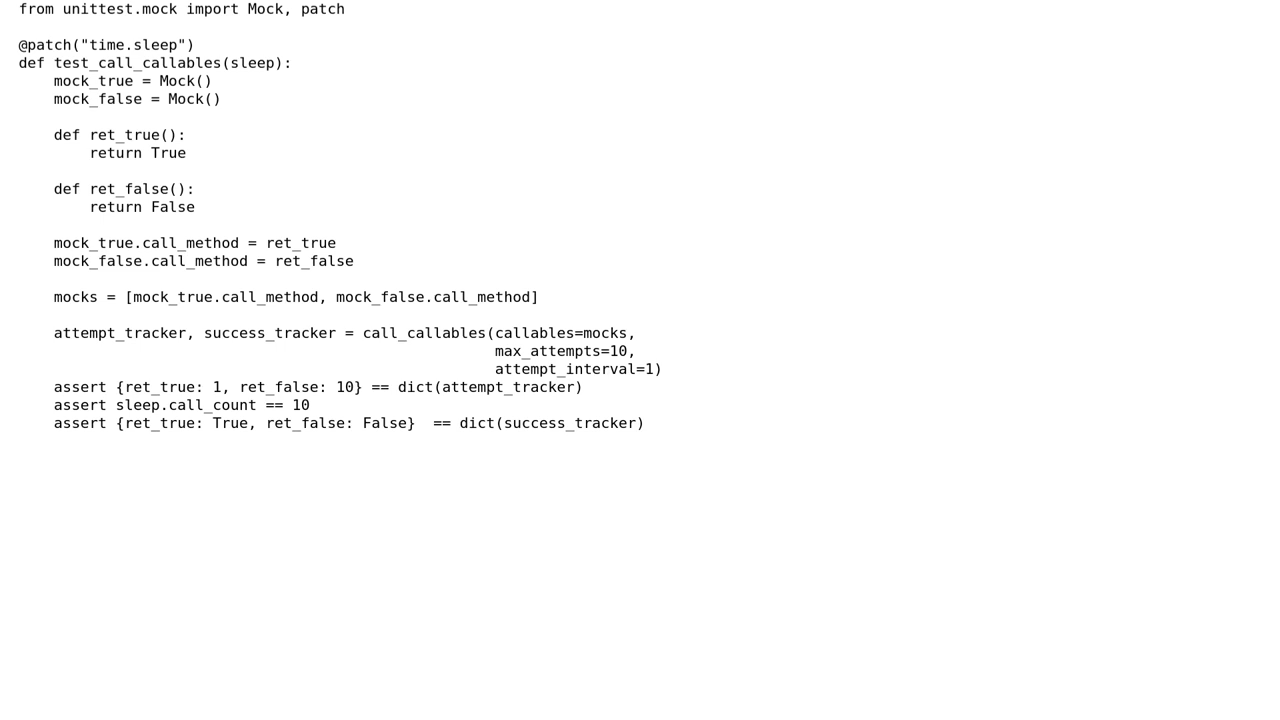 from unittest.mock import Mock, patch

@patch("time.sleep")
def test_call_callables(sleep):
    mock_true = Mock()
    mock_false = Mock()

    def ret_true():
        return True

    def ret_false():
        return False

    mock_true.call_method = ret_true
    mock_false.call_method = ret_false

    mocks = [mock_true.call_method, mock_false.call_method]

    attempt_tracker, success_tracker = call_callables(callables=mocks,
                                                      max_attempts=10,
                                                      attempt_interval=1)
    assert {ret_true: 1, ret_false: 10} == dict(attempt_tracker)
    assert sleep.call_count == 10
    assert {ret_true: True, ret_false: False}  == dict(success_tracker)